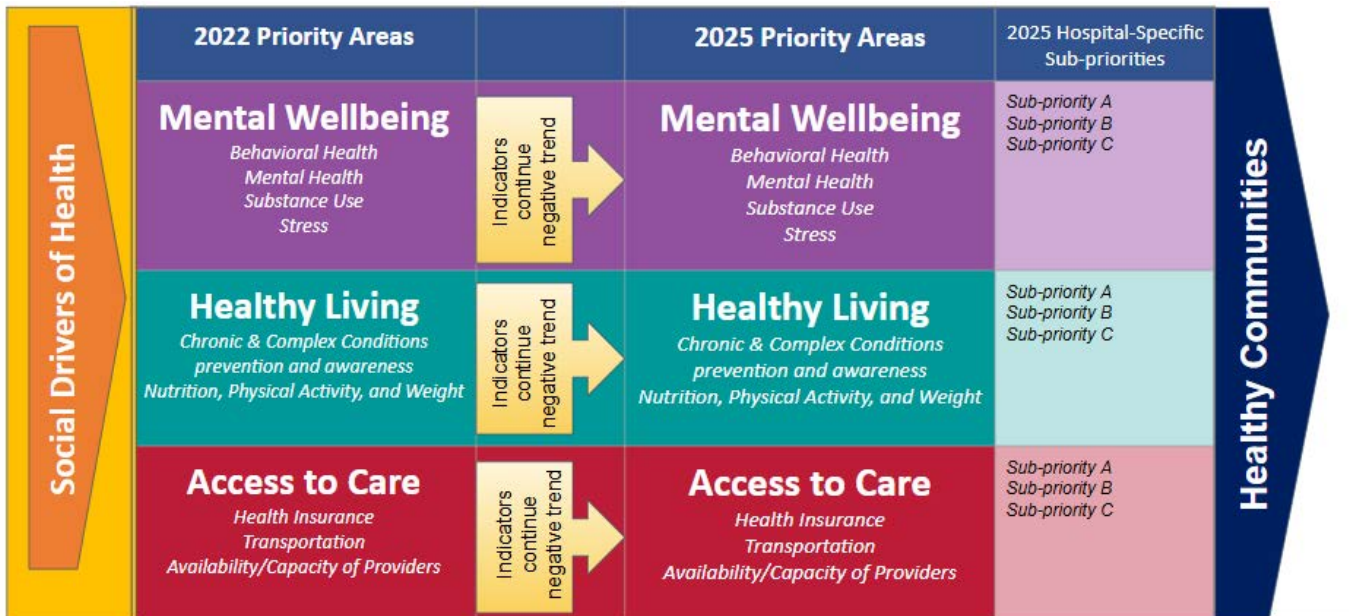 Social Drivers of Health
2022 Priority Areas
2025 Priority Areas
2025 Hospital-Specific
Sub-priorities
Mental Wellbeing
Behavioral Health
Mental Health
Substance Use
Stress
Indicators
continue
negative trend
Mental Wellbeing
Behavioral Health
Mental Health
Substance Use
Stress
Sub-priority A
Sub-priority B
Sub-priority C
Healthy Living
Chronic & Complex Conditions
prevention and awareness
Nutrition, Physical Activity, and Weight
Indicators
continue
negative trend
Healthy Living
Chronic & Complex Conditions
prevention and awareness
Nutrition, Physical Activity, and Weight
Sub-priority A
Sub-priority B
Sub-priority C
Access to Care
Health Insurance
Transportation
Availability/Capacity of Providers
Indicators
continue
negative trend
Access to Care
Health Insurance
Transportation
Availability/Capacity of Providers
Sub-priority A
Sub-priority B
Sub-priority C
Healthy Communities